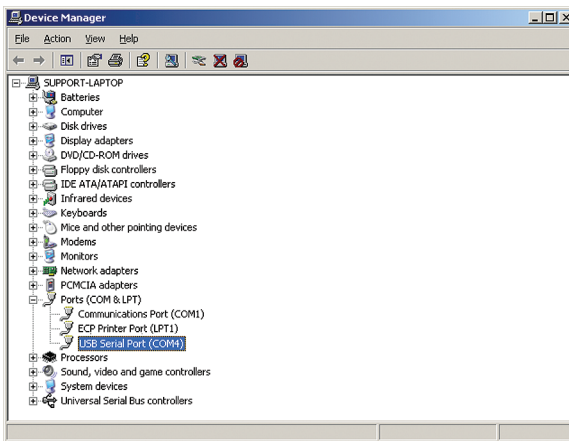 Device Manager
File Action View Help
SUPPORT-LAPTOP
Batteries
Computer
Disk drives
Display adapters
DVD/CD-ROM drives
Floppy disk controllers
IDE ATA/ATAPI controllers
Infrared devices
Keyboards
Mice and other pointing devices
Modems
Monitors
Network adapters
PCMCIA adapters
Ports (COM & LPT)
Communications Port (COM1)
ECP Printer Port (LPT1)
USB Serial Port (COM4)
Processors
Sound, video and game controllers
System devices
Universal Serial Bus controllers